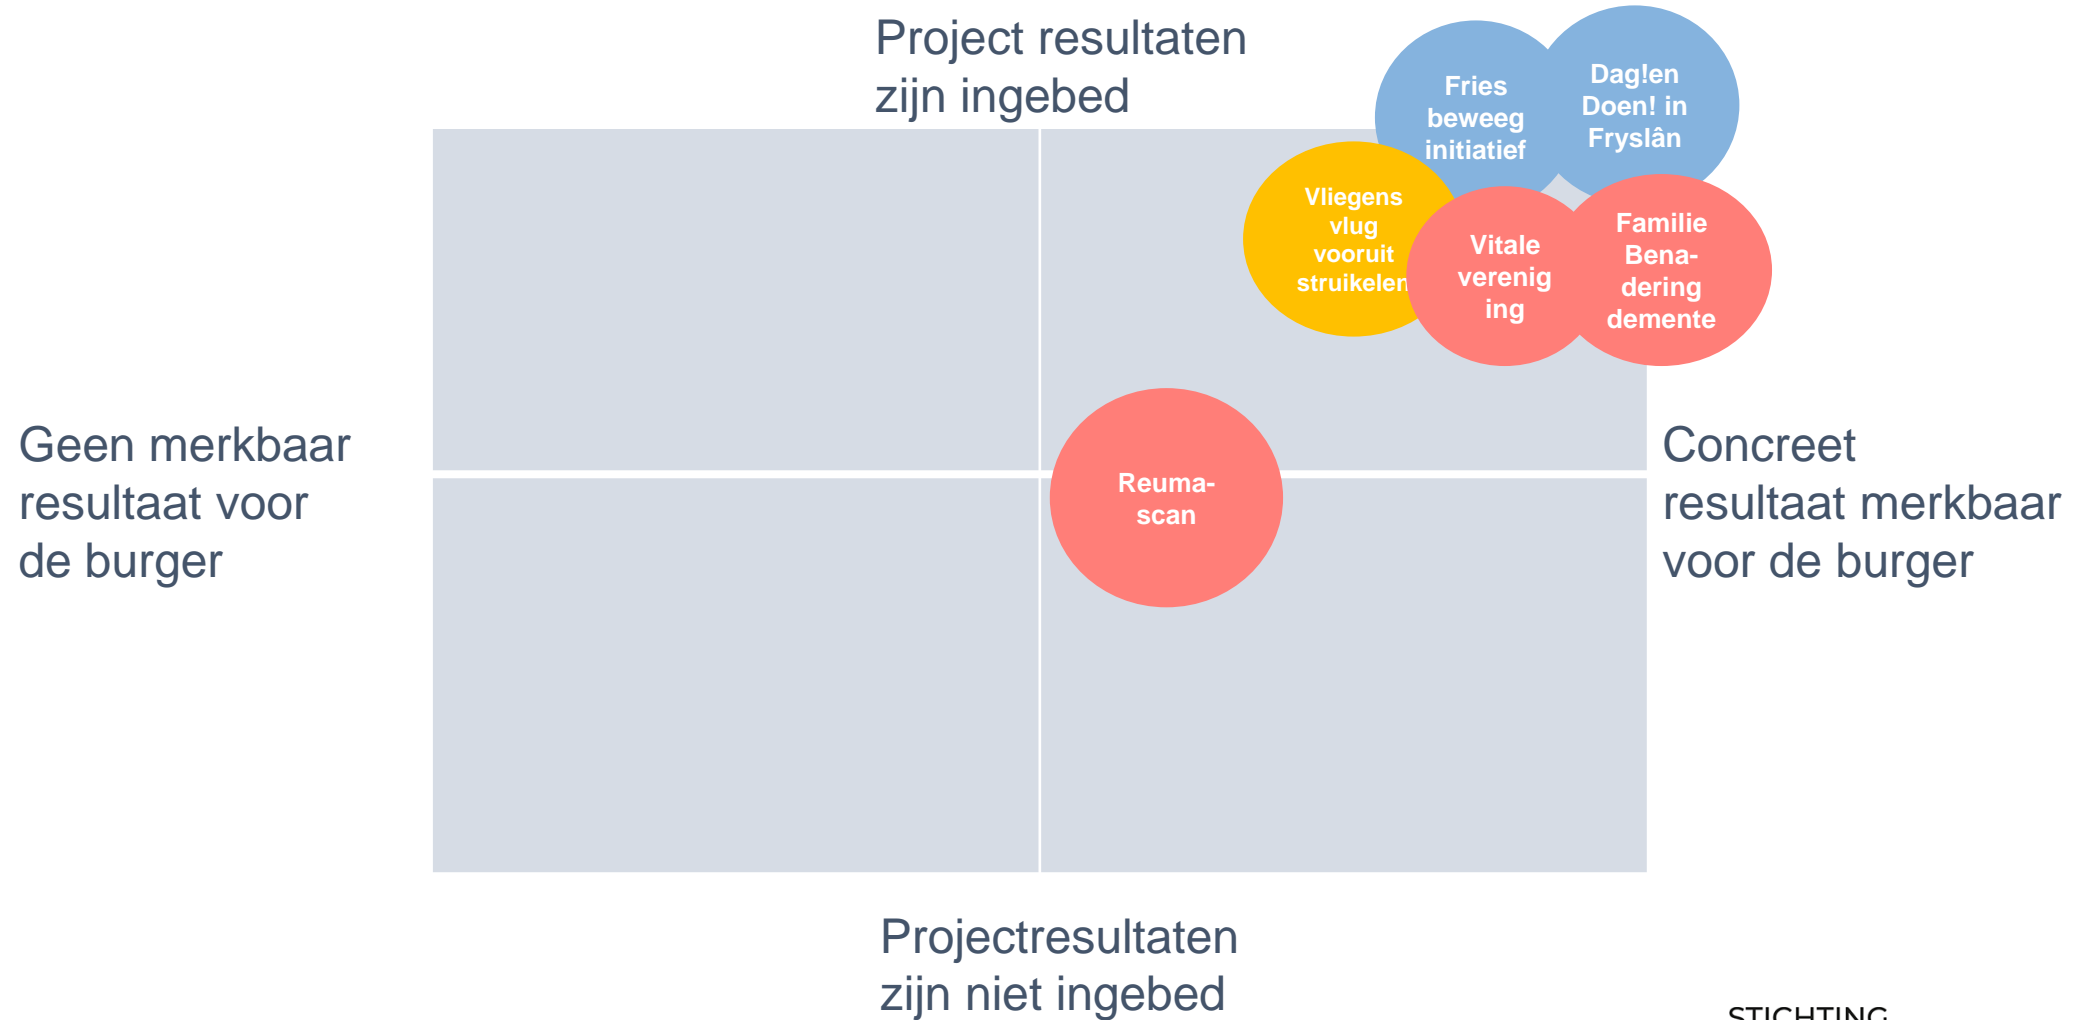 Project resultaten
zijn ingebed
Fries
beweeg
initiatief
Dag!en
Doen! in
Fryslân
Vliegens
vlug
vooruit
struikelen
Vitale
verenig
ing
Familie
Bena-
dering
demente
Geen merkbaar
resultaat voor
de burger
Reuma-
scan
Concreet
resultaat merkbaar
voor de burger
Projectresultaten
zijn niet ingebed
STICHTING